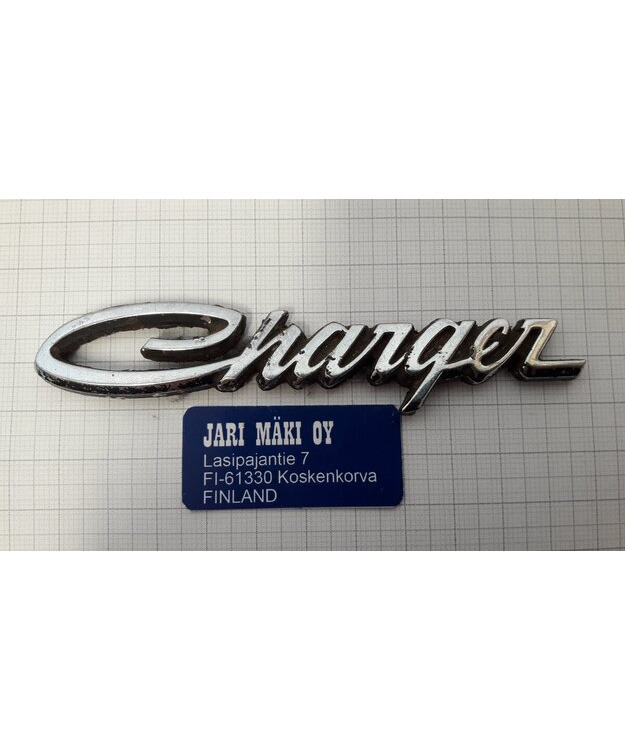 Charger
JARI MÄKI OY
Lasipajantie 7
FI-61330 Koskenkorva
FINLAND